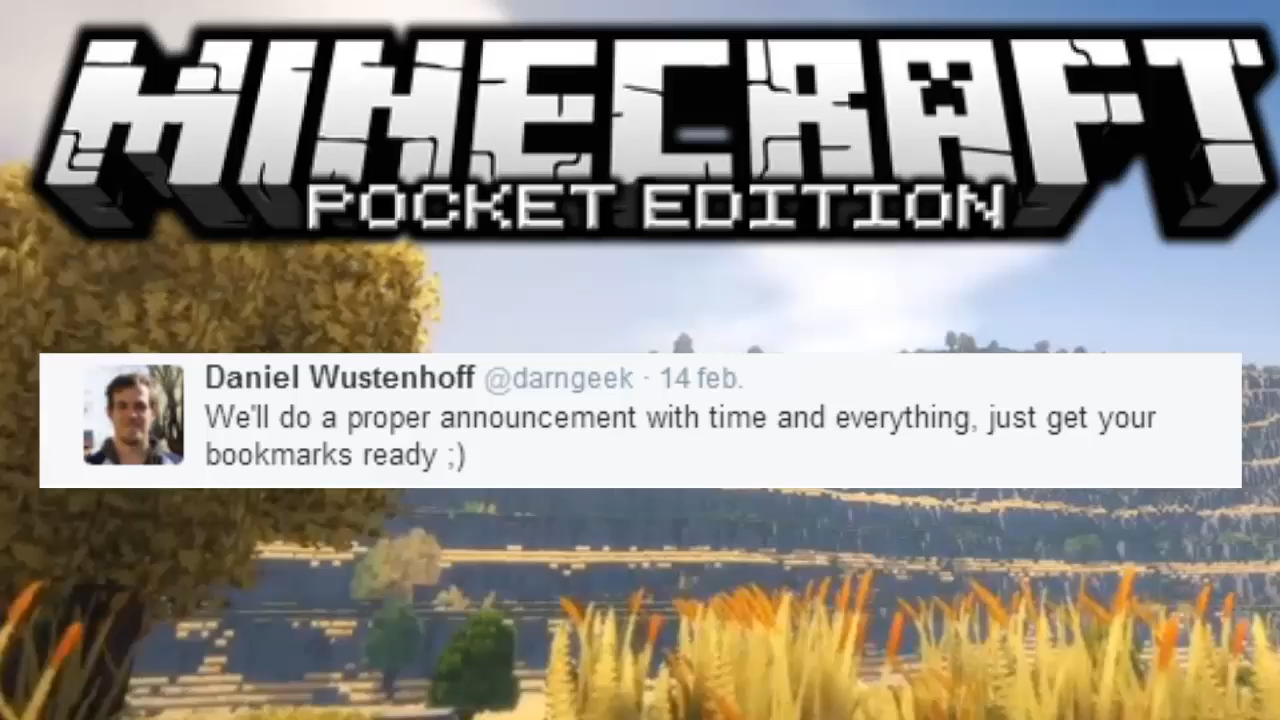 MINECRAFT
POCKET EDITION
Daniel Wustenhoff @darngeek · 14 feb.
We'll do a proper announcement with time and everything, just get your
bookmarks ready ;)